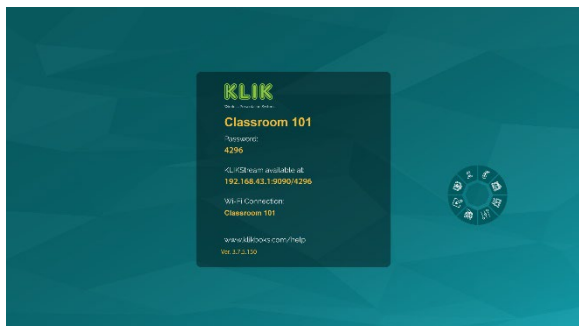 KLIK
Classroom 101
Password:
4296
KLIKStream available at:
192.168.43.1:9090/4296
Wi-Fi Connection:
Classroom 101
www.klikboks.com/help